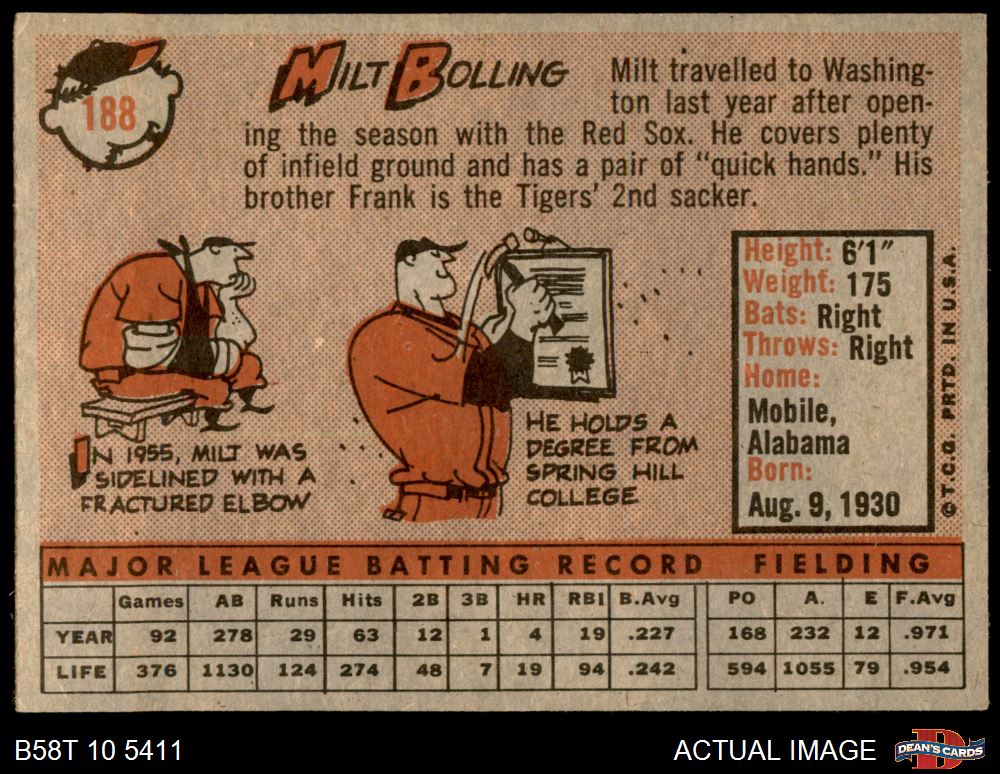 188
MILT BOLLING
Milt travelled to Washing-
ton last year after open-
ing the season with the Red Sox. He covers plenty
of infield ground and has a pair of "quick hands." His
brother Frank is the Tigers' 2nd sacker.
IN 1955, MILT WAS
SIDELINED WITH A
FRACTURED ELBOW
HE HOLDS A
DEGREE FROM
SPRING HILL
COLLEGE
Height: 6'1"
Weight: 175
Bats: Right
Throws: Right
Home:
Mobile,
Alabama
Born:
Aug. 9, 1930
© T.C.G. PRTD. IN U.S.A.
MAJOR LEAGUE BATTING RECORD FIELDING
Games AB Runs Hits 2B 3B HR RBI B.Avg PO A. E F.Avg
YEAR 92 278 29 63 12 1 4 19 .227 168 232 12 .971
LIFE 376 1130 124 274 48 7 19 94 .242 594 1055 79 .954
B58T 10 5411
ACTUAL IMAGE
DEAN'S CARDS